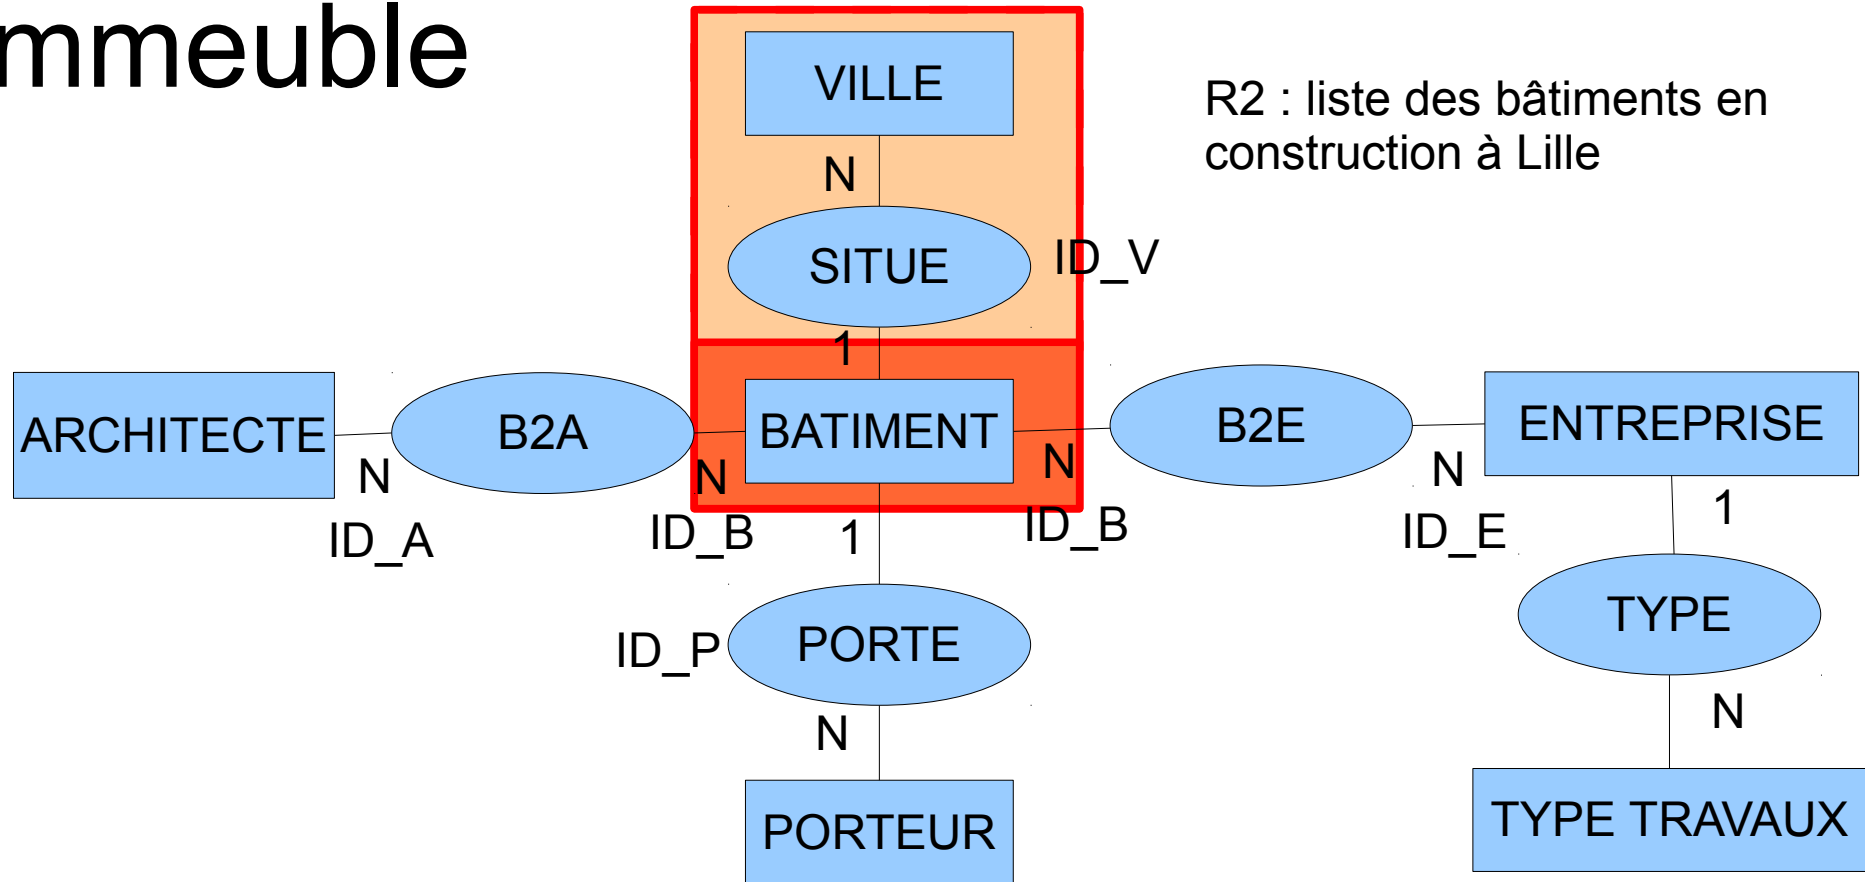 mmeuble
VILLE
R2 : liste des bâtiments en
construction à Lille
N
SITUE
ID_V
1
ARCHITECTE
B2A
BATIMENT
B2E
ENTREPRISE
N
N
N
N
ID_A
ID_B
1
ID_B
ID_E
1
ID_P
PORTE
TYPE
N
N
PORTEUR
TYPE TRAVAUX